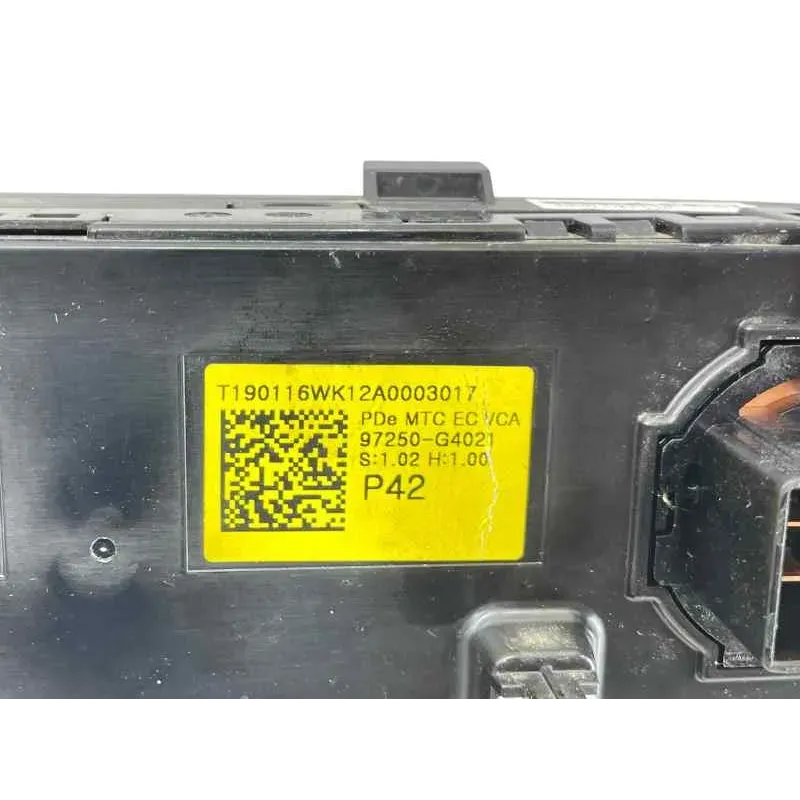 T190116WK12A0003017
PDe MTC EC VCA
97250-G4021
S:1.02 H:1.00
P42